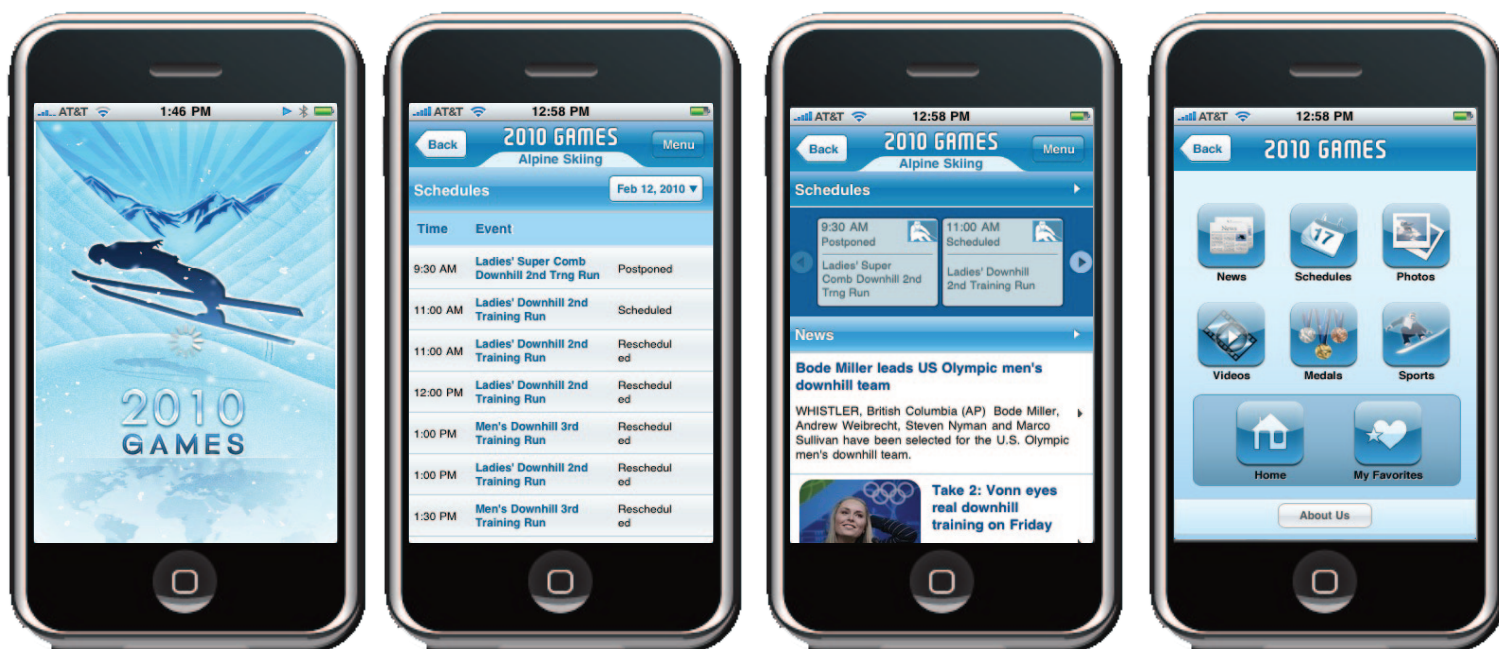 AT&T 1:46 PM
2010
GAMES
AT&T 12:58 PM
Back 2010 GAMES Menu
Alpine Skiing
Schedules Feb 12, 2010 ▼
Time Event
9:30 AM Ladies' Super Comb Postponed
Downhill 2nd Trng Run
11:00 AM Ladies' Downhill 2nd Scheduled
Training Run
11:00 AM Ladies' Downhill 2nd Reschedul
Training Run ed
12:00 PM Ladies' Downhill 2nd Reschedul
Training Run ed
1:00 PM Men's Downhill 3rd Reschedul
Training Run ed
1:00 PM Ladies' Downhill 2nd Reschedul
Training Run ed
1:30 PM Men's Downhill 3rd Reschedul
Training Run ed
AT&T 12:58 PM
Back 2010 GAMES Menu
Alpine Skiing
Schedules
9:30 AM
Postponed
Ladies' Super
Comb Downhill 2nd
Trng Run
11:00 AM
Scheduled
Ladies' Downhill
2nd Training Run
News
Bode Miller leads US Olympic men's
downhill team
WHISTLER, British Columbia (AP) Bode Miller,
Andrew Weibrecht, Steven Nyman and Marco
Sullivan have been selected for the U.S. Olympic
men's downhill team.
Take 2: Vonn eyes
real downhill
training on Friday
AT&T 12:58 PM
Back 2010 GAMES
News
17
News Schedules Photos
Videos Medals Sports
Home My Favorites
About Us